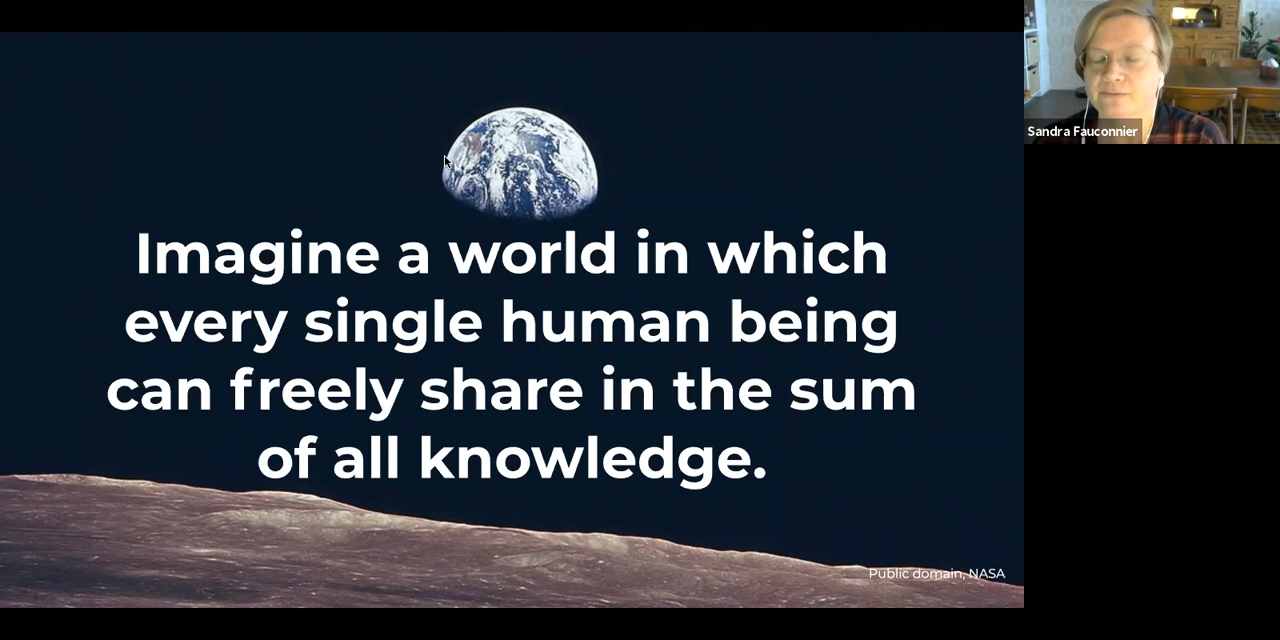 Imagine a world in which
every single human being
can freely share in the sum
of all knowledge.
Public domain, NASA
Sandra Fauconnier